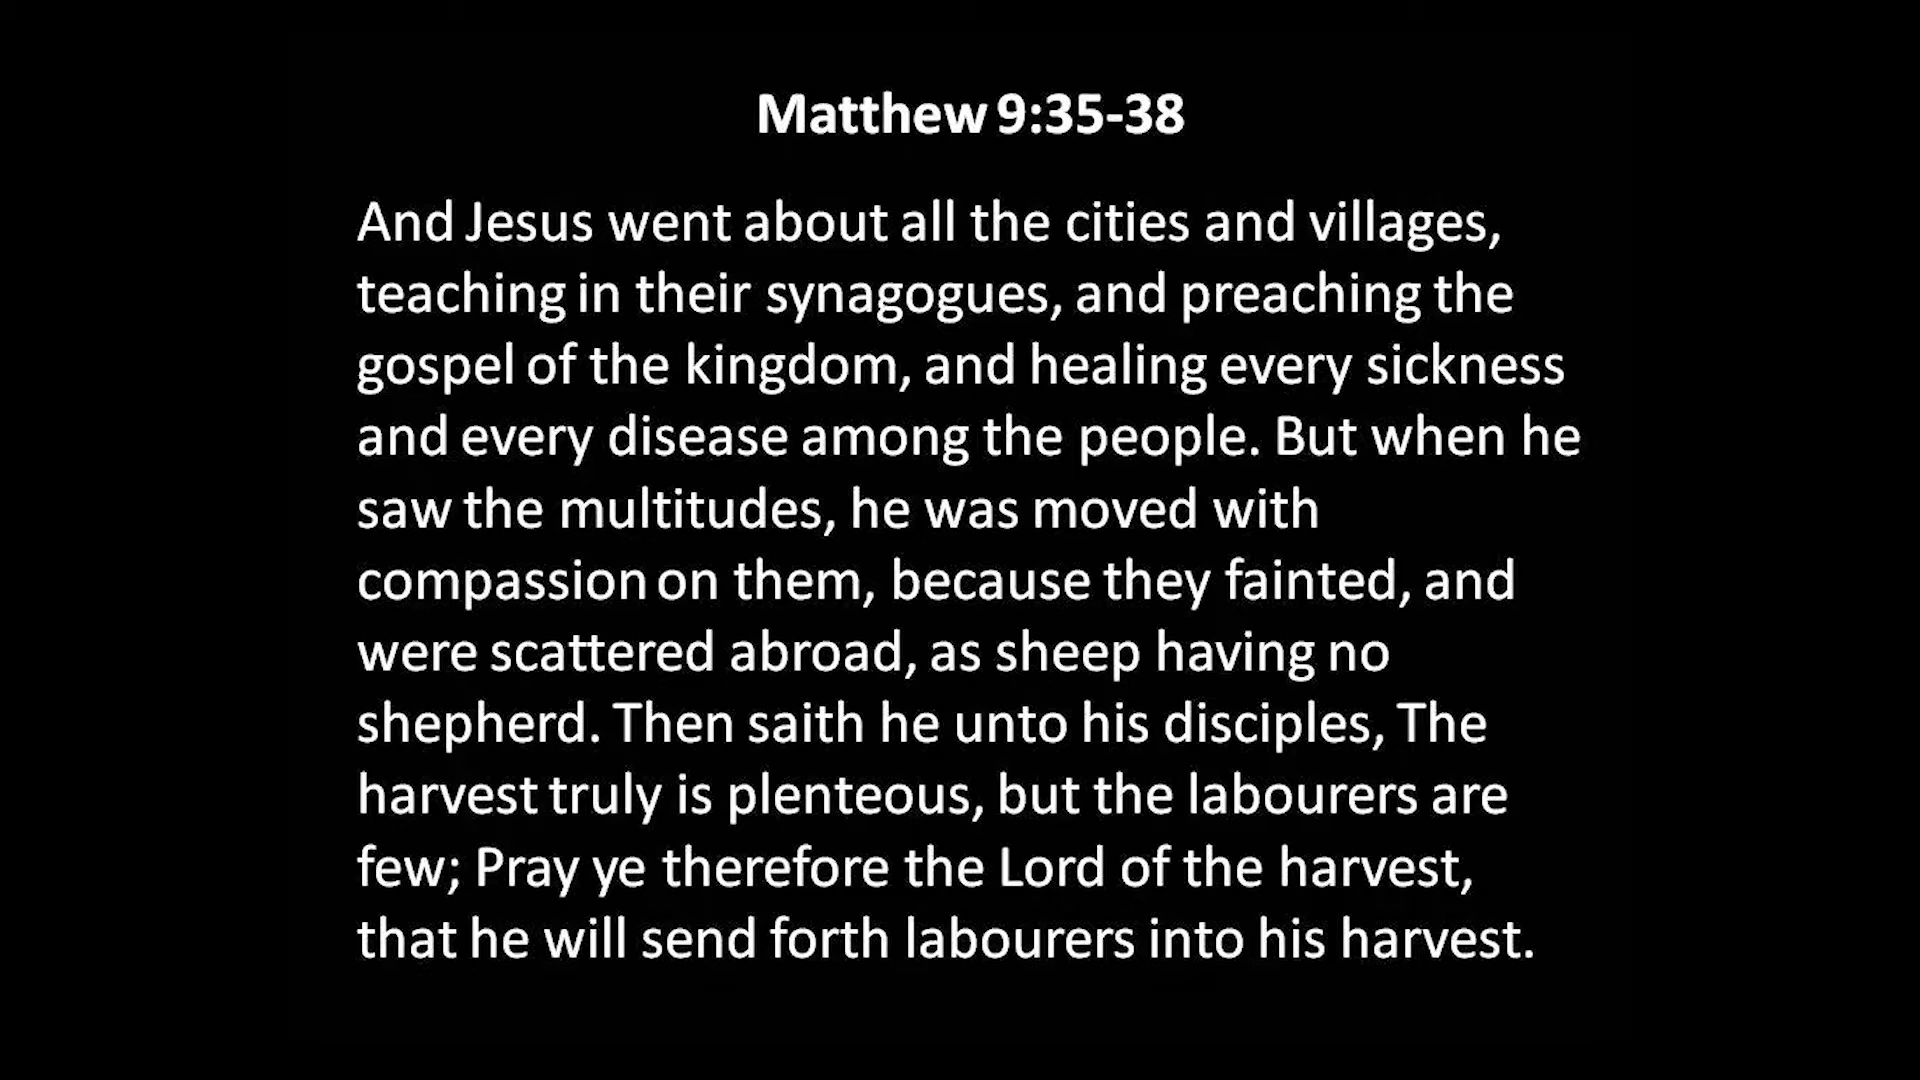 Matthew 9:35-38
And Jesus went about all the cities and villages,
teaching in their synagogues, and preaching the
gospel of the kingdom, and healing every sickness
and every disease among the people. But when he
saw the multitudes, he was moved with
compassion on them, because they fainted, and
were scattered abroad, as sheep having no
shepherd. Then saith he unto his disciples, The
harvest truly is plenteous, but the labourers are
few; Pray ye therefore the Lord of the harvest,
that he will send forth labourers into his harvest.